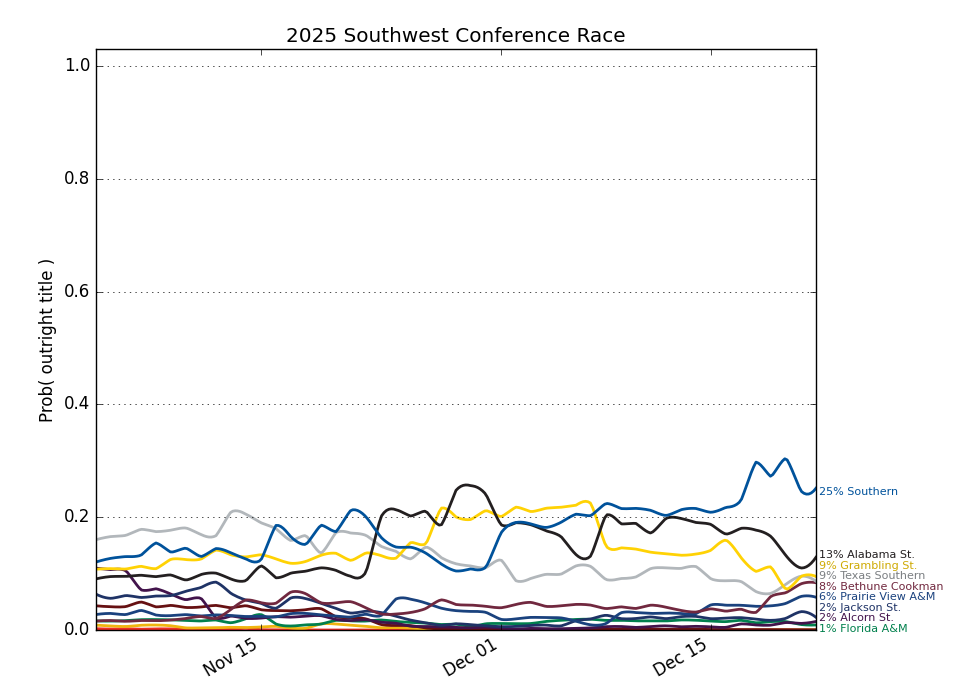 2025 Southwest Conference Race
1.0
0.8
0.6
0.4
0.2
0.0
Prob( outright title )
Nov 15
Dec 01
Dec 15
25% Southern
13% Alabama St.
9% Grambling St.
9% Texas Southern
8% Bethune Cookman
6% Prairie View A&M
2% Jackson St.
2% Alcorn St.
1% Florida A&M